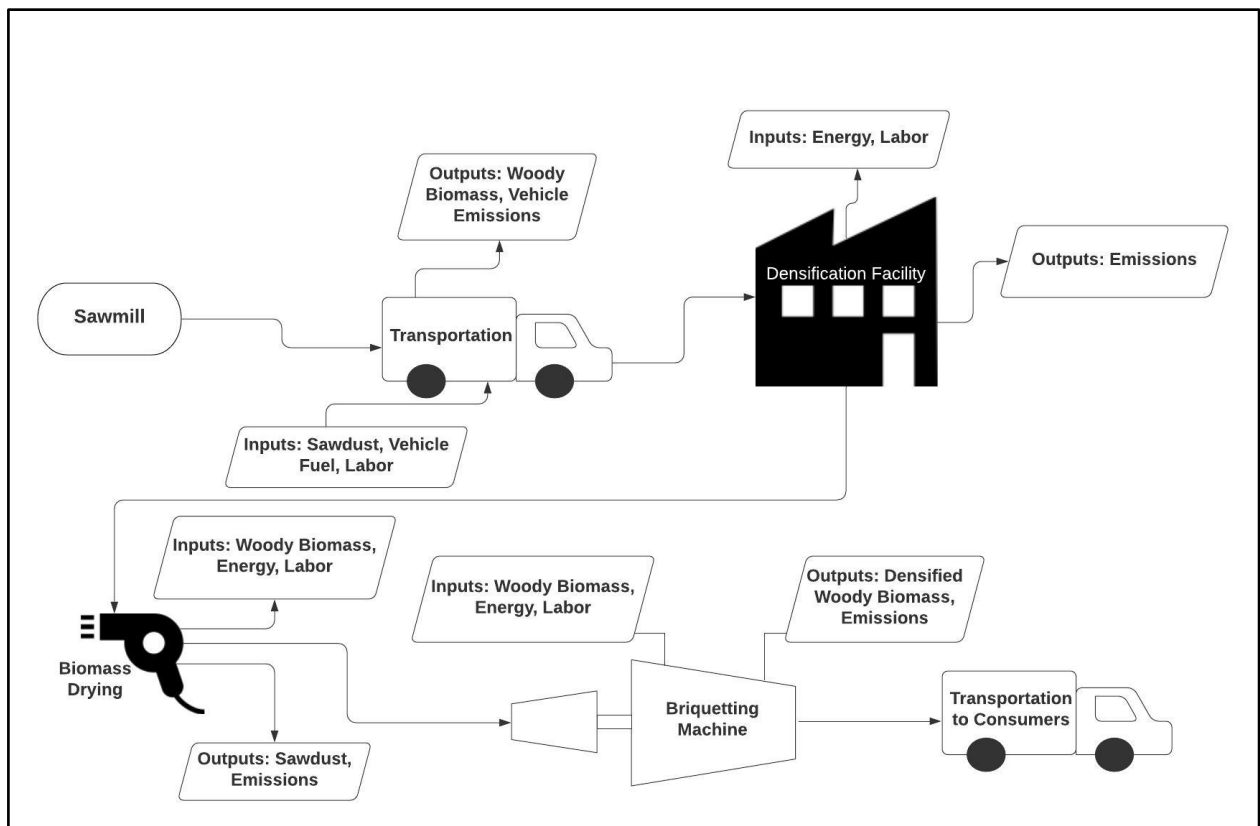 Inputs: Energy, Labor
Outputs: Woody
Biomass, Vehicle
Emissions
Densification Facility
Outputs: Emissions
Sawmill
Transportation
Inputs: Sawdust, Vehicle
Fuel, Labor
Inputs: Woody Biomass,
Energy, Labor
Biomass
Drying
Outputs: Sawdust,
Emissions
Inputs: Woody Biomass,
Energy, Labor
Outputs: Densified
Woody Biomass,
Emissions
Briquetting
Machine
Transportation
to Consumers